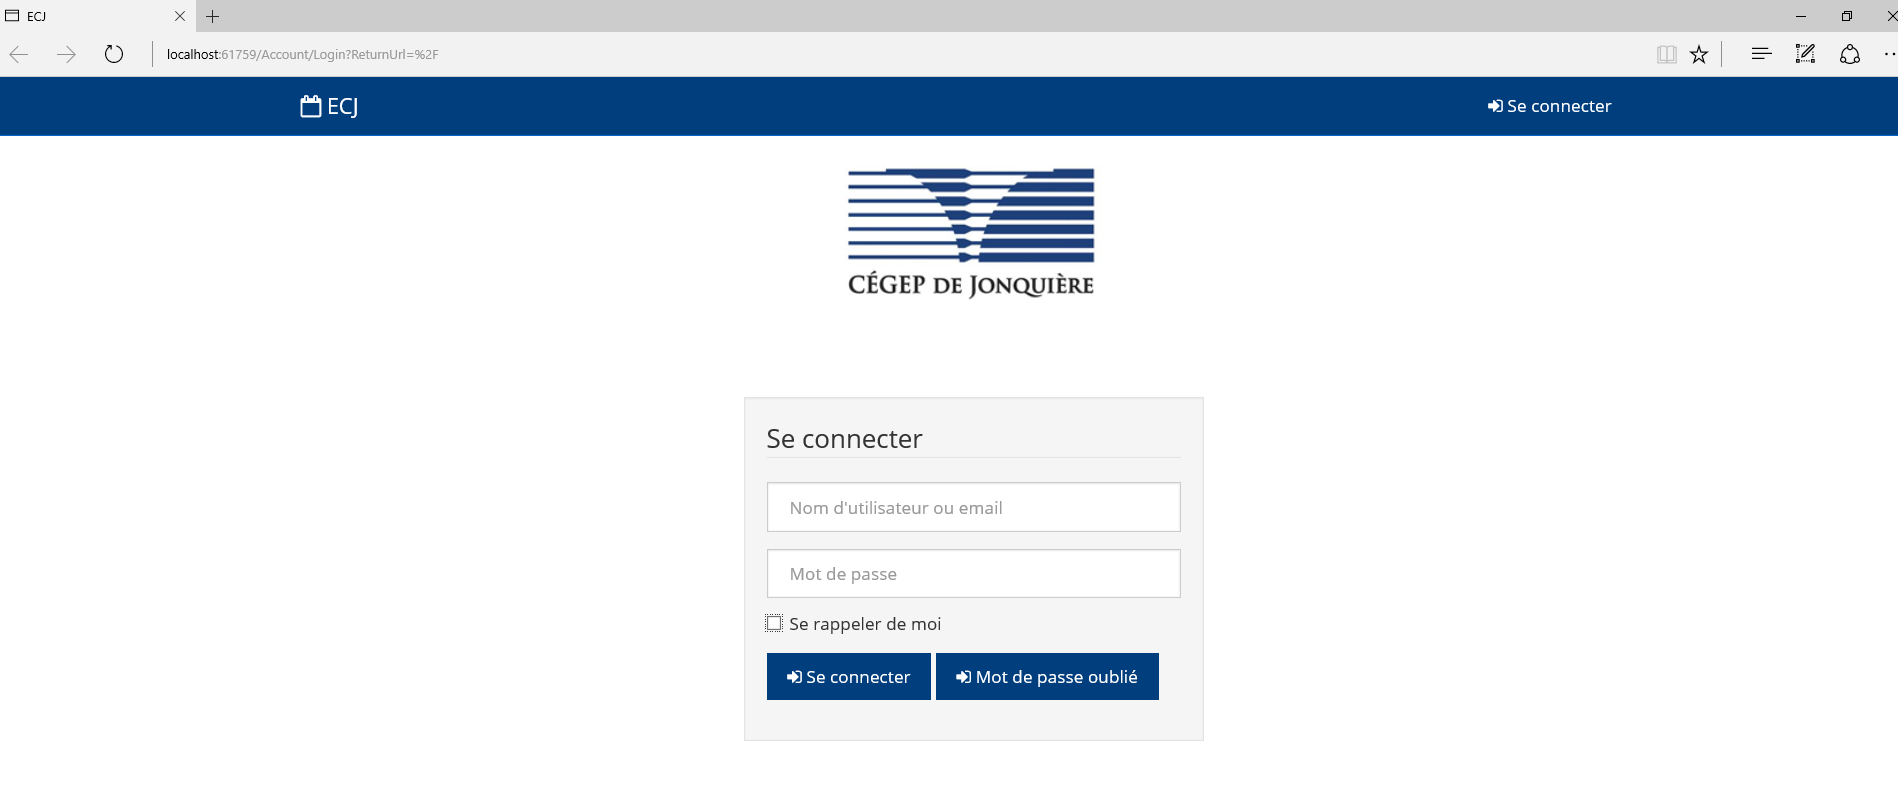 ECJ
localhost:61759/Account/Login?ReturnUrl=%2F
ECJ
Se connecter
CÉGEP DE JONQUIÈRE
Se connecter
Nom d'utilisateur ou email
Mot de passe
Se rappeler de moi
Se connecter
Mot de passe oublié